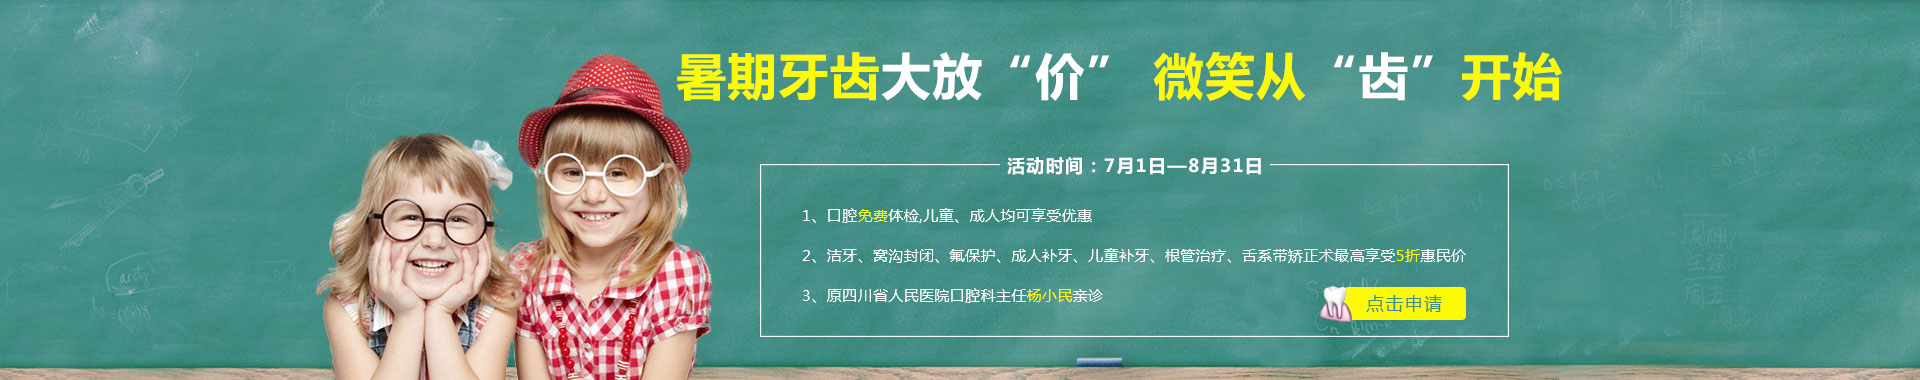 暑期牙齿大放“价” 微笑从“齿”开始
活动时间：7月1日—8月31日
1、口腔免费体检,儿童、成人均可享受优惠
2、洁牙、窝沟封闭、氟保护、成人补牙、儿童补牙、根管治疗、舌系带矫正术最高享受5折惠民价
3、原四川省人民医院口腔科主任杨小民亲诊
点击申请